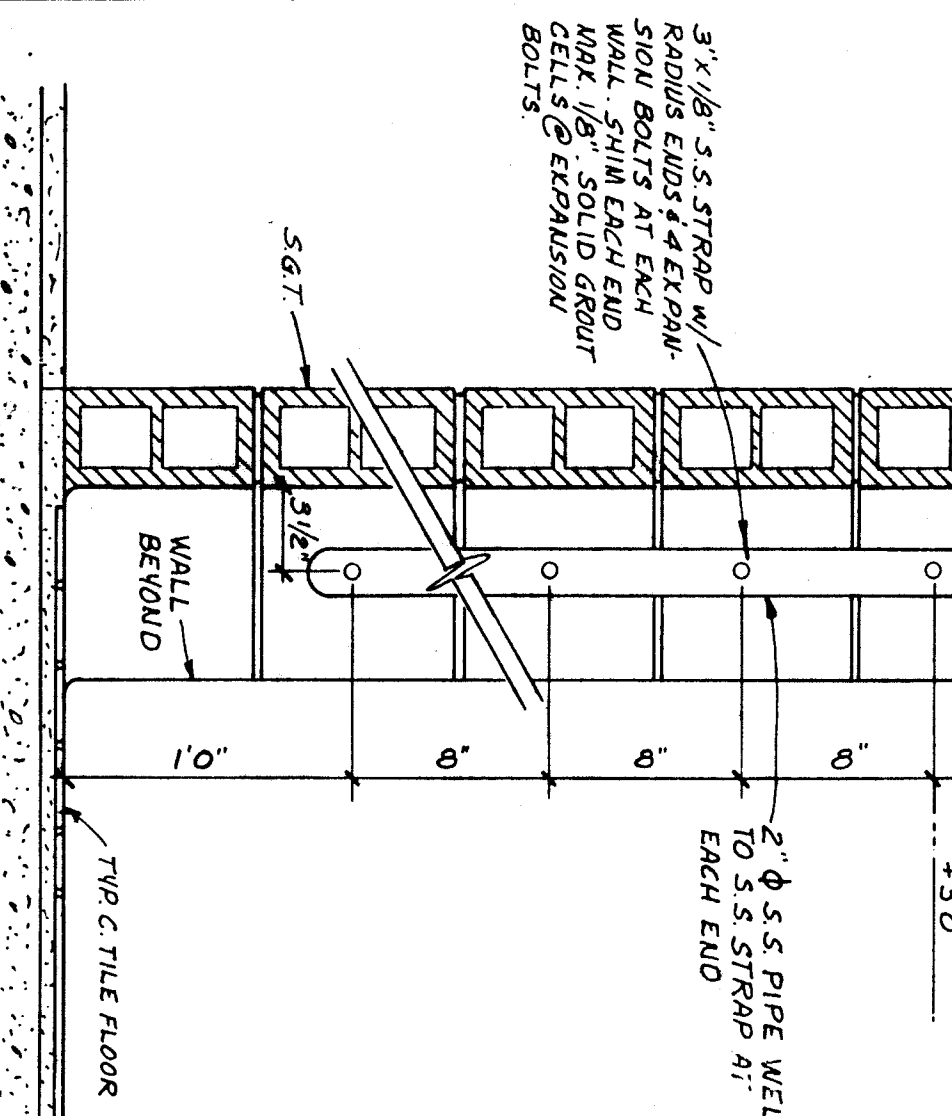 3" X 1/8" S.S. STRAP W/
RADIUS ENDS & 4 EXPAN-
SION BOLTS AT EACH
WALL. SHIM EACH END
MAX. 1/8". SOLID GROUT
CELLS @ EXPANSION
BOLTS.
S.G.T.
3 1/2"
WALL
BEYOND
1'0"
8"
8"
8"
2" Φ S.S. PIPE WEL
TO S.S. STRAP AT
EACH END
TYP. C. TILE FLOOR